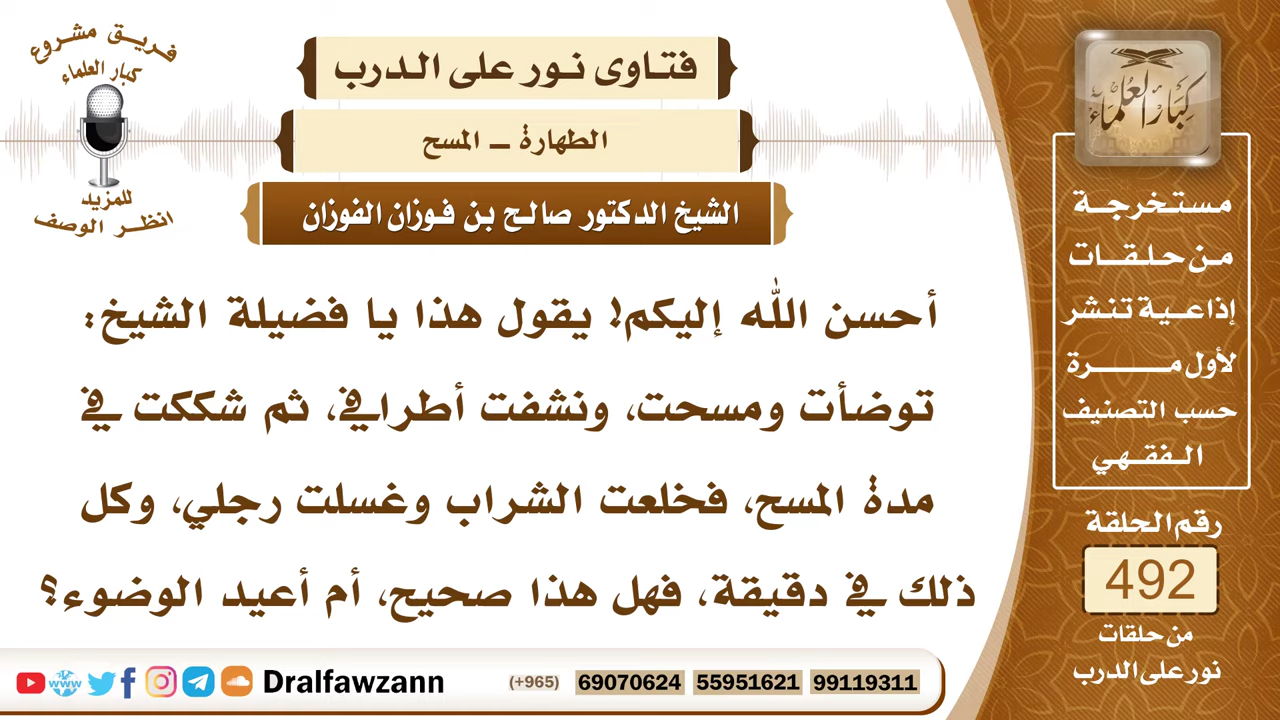 فريق مشروع
كبار العلماء
للمزيد
انظر الوصف
فتاوى نور على الدرب
الطهارة – المسح
الشيخ الدكتور صالح بن فوزان الفوزان
أحسن الله إليكم! يقول هذا يا فضيلة الشيخ:
توضأت ومسحت، ونشفت أطرافي، ثم شككت في
مدة المسح، فخلعت الشراب وغسلت رجلي، وكل
ذلك في دقيقة، فهل هذا صحيح، أم أعيد الوضوء؟
كبار العلماء
مستخرجة
من حلقات
إذاعية تنشر
لأول مرة
حسب التصنيف
الفقهي
رقم الحلقة
492
من حلقات
نور على الدرب
www Dralfawzann (+965) 69070624 55951621 99119311